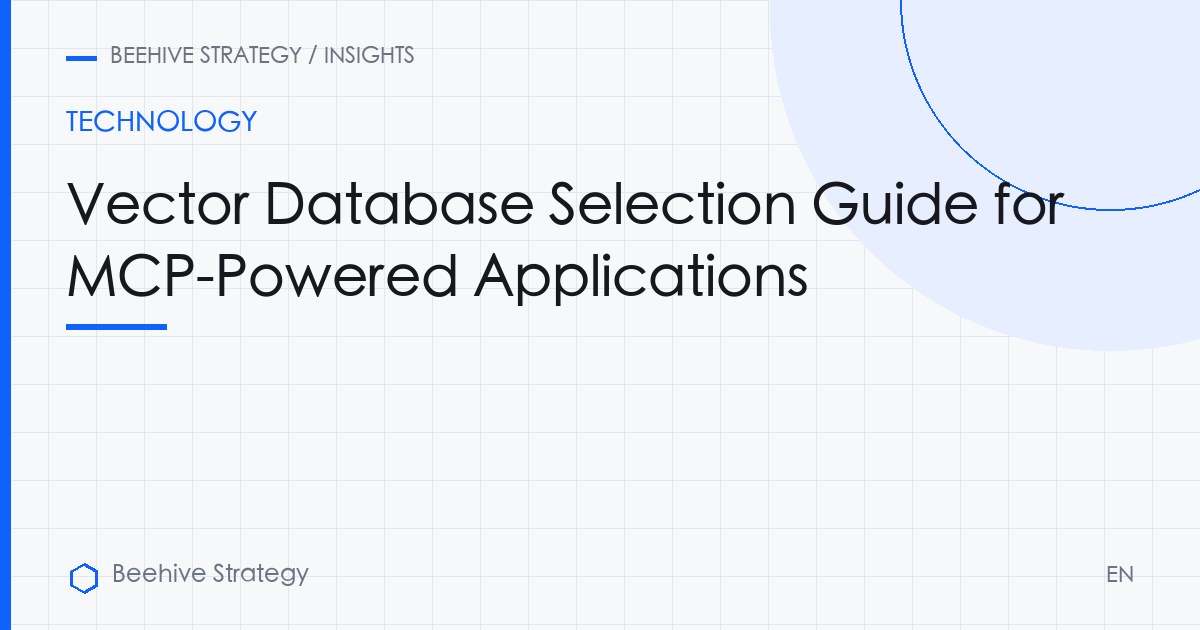 BEEHIVE STRATEGY / INSIGHTS
TECHNOLOGY
Vector Database Selection Guide for
MCP-Powered Applications
Beehive Strategy
EN